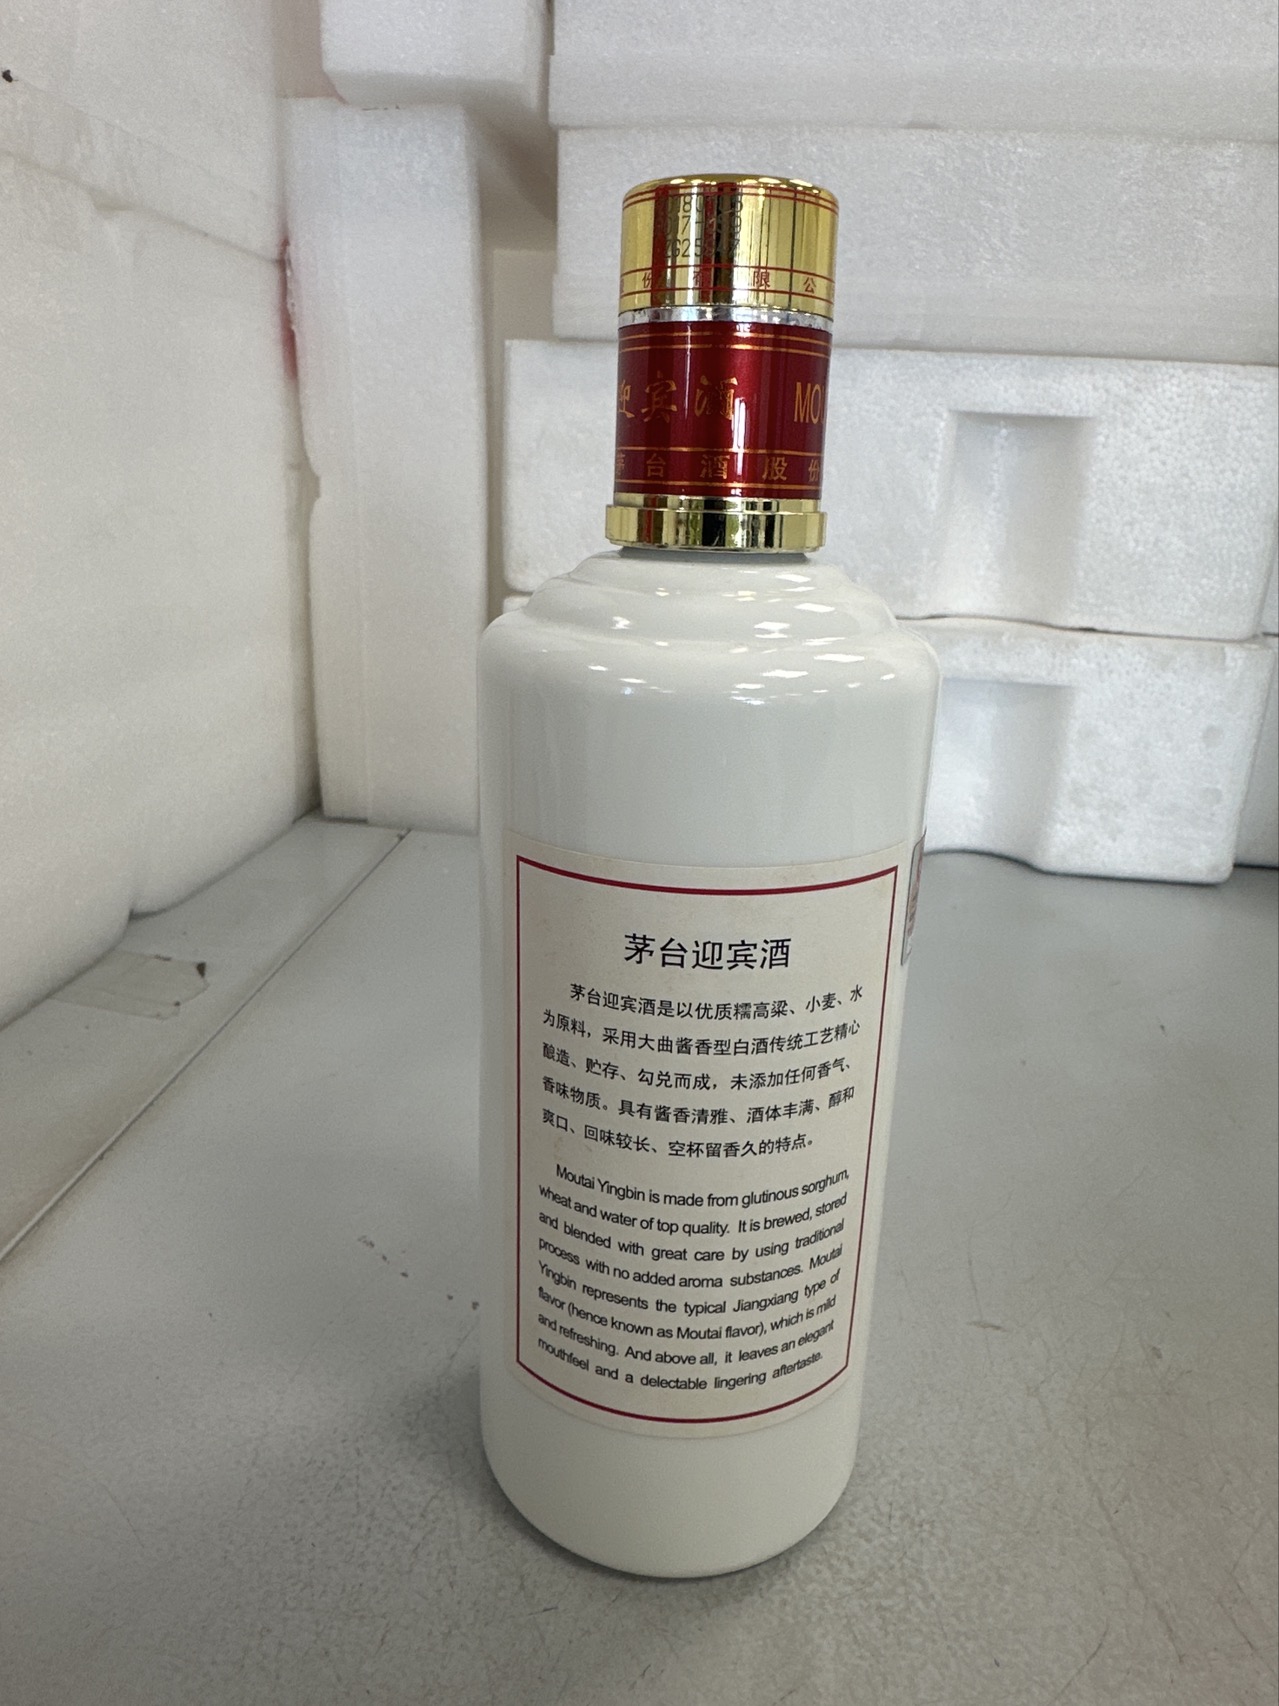 份有限公
迎宾酒 MOU
茅台酒股份
茅台迎宾酒
茅台迎宾酒是以优质糯高粱、小麦、水
为原料，采用大曲酱香型白酒传统工艺精心
酿造、贮存、勾兑而成，未添加任何香气、
香味物质。具有酱香清雅、酒体丰满、醇和
爽口、回味较长、空杯留香久的特点。
Moutai Yingbin is made from glutinous sorghum,
wheat and water of top quality. It is brewed, stored
and blended with great care by using traditional
process with no added aroma substances. Moutai
Yingbin represents the typical Jiangxiang type of
flavor (hence known as Moutai flavor), which is mild
and refreshing. And above all, it leaves an elegant
mouthfeel and a delectable lingering aftertaste.